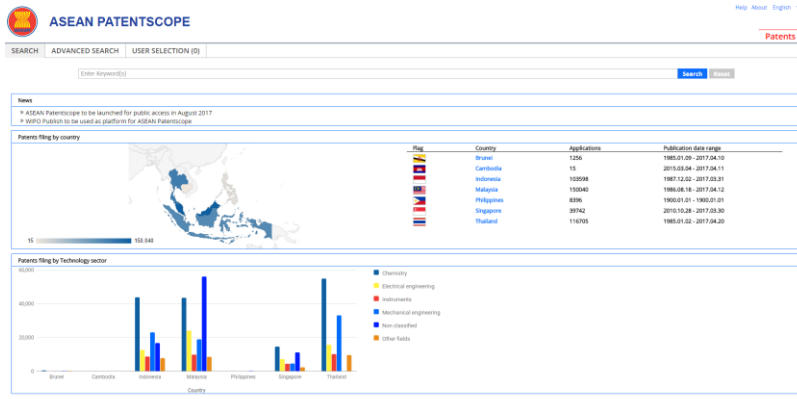 Help About English
ASEAN PATENTSCOPE
Patents
SEARCH ADVANCED SEARCH USER SELECTION (0)
Enter Keyword(s) Search Reset
News
» ASEAN Patentscope to be launched for public access in August 2017
» WIPO Publish to be used as platform for ASEAN Patentscope
Patents filing by country
Flag Country Applications Publication date range
Brunei 1256 1985.01.09 - 2017.04.10
Cambodia 15 2015.03.04 - 2017.04.11
Indonesia 103598 1987.12.02 - 2017.03.31
Malaysia 150040 1986.08.18 - 2017.04.12
Philippines 8396 1900.01.01 - 1900.01.01
Singapore 39742 2010.10.28 - 2017.03.30
Thailand 116705 1985.01.02 - 2017.04.20
15 150,040
Patents filing by Technology sector
60,000
40,000
20,000
0
Chemistry
Electrical engineering
Instruments
Mechanical engineering
Non classified
Other fields
Brunei Cambodia Indonesia Malaysia Philippines Singapore Thailand
Country